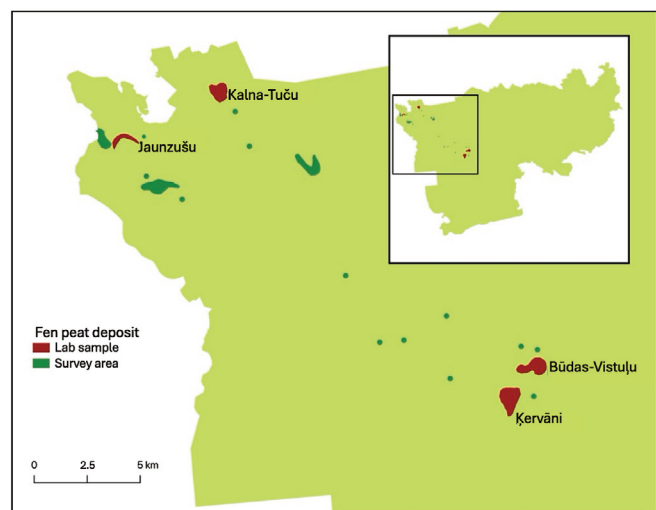 Kalna-Tuču
Jaunzušu
Fen peat deposit
Lab sample
Survey area
Būdas-Vistuļu
Ķervāni
0 2.5 5 km